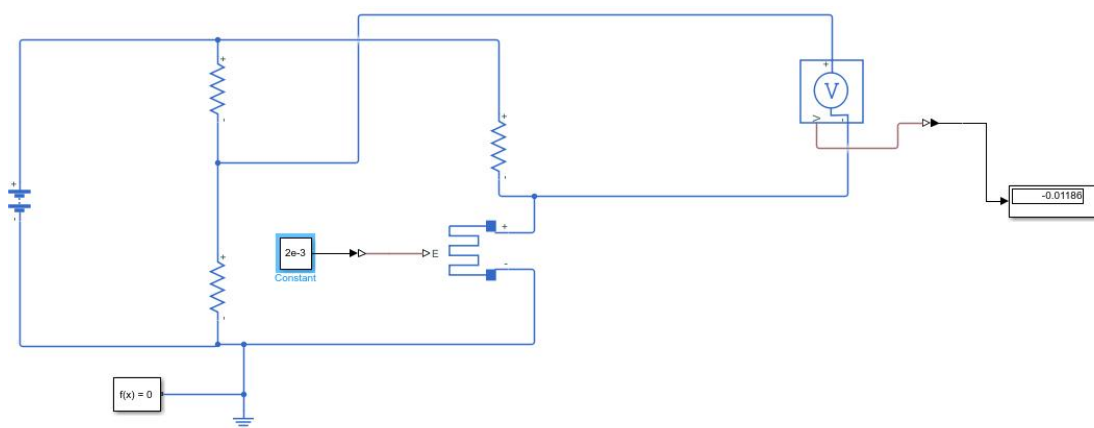 +
-
+
-
+
-
+
-
+
-
E
2e-3
Constant
+
V
V
-
-0.01186
f(x) = 0